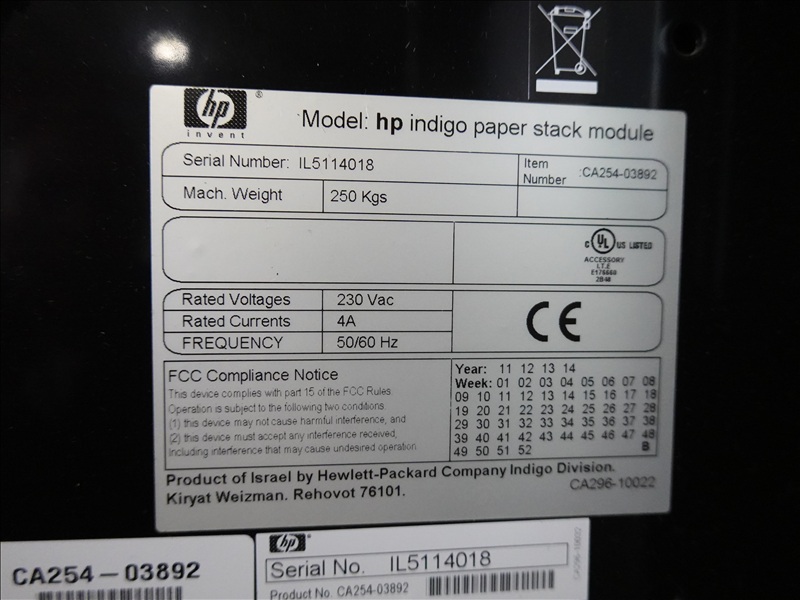 hp ®
invent
Model: hp indigo paper stack module
Serial Number: IL5114018
Item Number :CA254-03892
Mach. Weight 250 Kgs
c UL US LISTED
ACCESSORY
I.T.E
E178660
2B48
Rated Voltages 230 Vac
Rated Currents 4A
FREQUENCY 50/60 Hz
CE
FCC Compliance Notice
This device complies with part 15 of the FCC Rules.
Operation is subject to the following two conditions
(1) this device may not cause harmful interference, and
(2) this device must accept any interference received,
including interference that may cause undesired operation
Year: 11 12 13 14
Week: 01 02 03 04 05 06 07 08
09 10 11 12 13 14 15 16 17 18
19 20 21 22 23 24 25 26 27 28
29 30 31 32 33 34 35 36 37 38
39 40 41 42 43 44 45 46 47 48
49 50 51 52 B
Product of Israel by Hewlett-Packard Company Indigo Division.
Kiryat Weizman. Rehovot 76101.
CA296-10022
CA254-03892
hp
Serial No. IL5114018
Product No. CA254-03892
CA296-10022